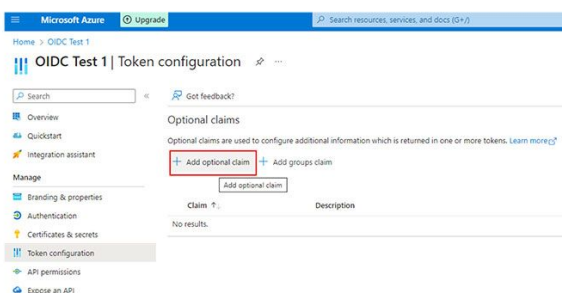 Microsoft Azure
Upgrade
Search resources, services, and docs (G+/)
Home > OIDC Test 1
OIDC Test 1 | Token configuration
Search
Got feedback?
Overview
Quickstart
Integration assistant
Manage
Branding & properties
Authentication
Certificates & secrets
Token configuration
API permissions
Expose an API
Optional claims
Optional claims are used to configure additional information which is returned in one or more tokens. Learn more
Add optional claim
Add groups claim
Add optional claim
Claim ↑↓ Description
No results.